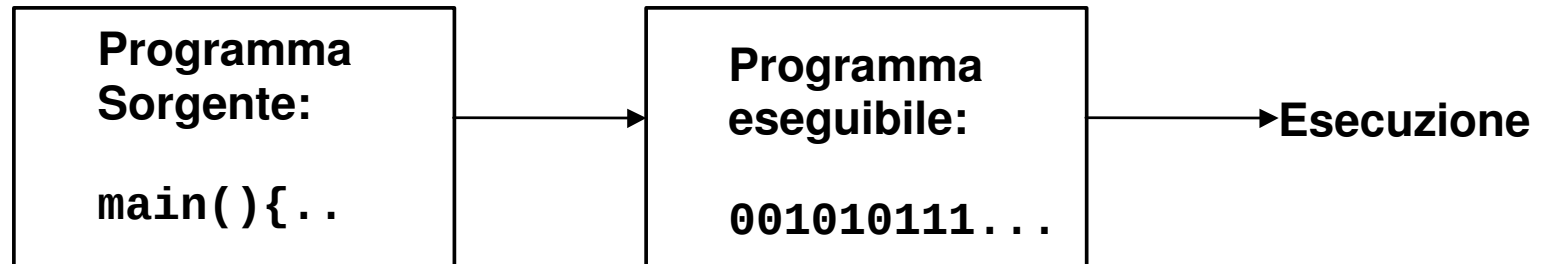 Programma
Sorgente:
main(){..
Programma
eseguibile:
001010111...
Esecuzione